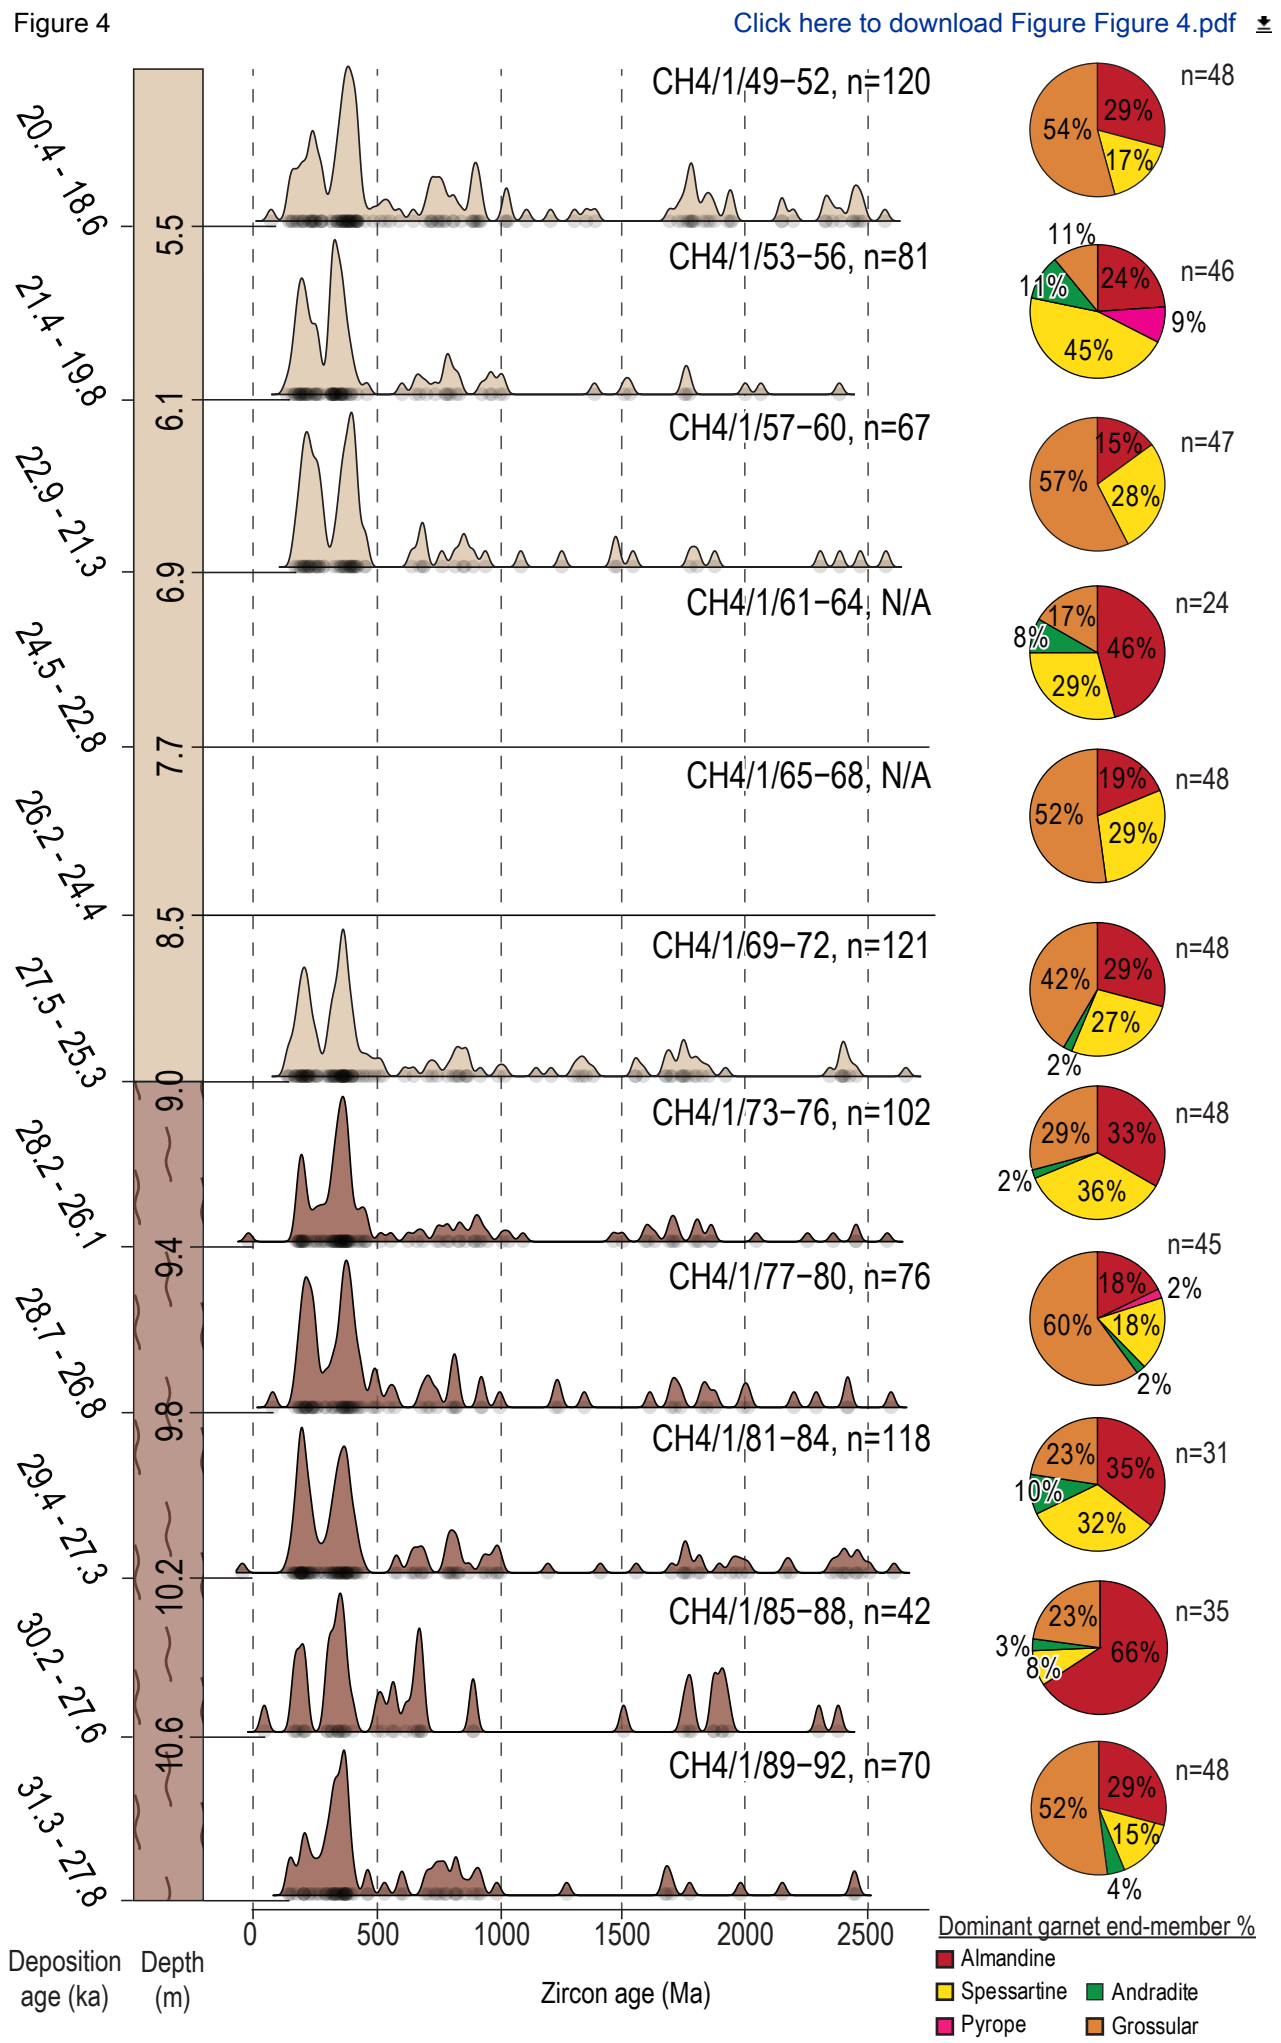 Figure 4
Click here to download Figure Figure 4.pdf
CH4/1/49−52, n=120
n=48
54%
29%
17%
20.4 - 18.6
5.5
CH4/1/53−56, n=81
n=46
11%
11%
24%
9%
45%
21.4 - 19.8
6.1
CH4/1/57−60, n=67
n=47
15%
57%
28%
22.9 - 21.3
6.9
CH4/1/61−64, N/A
n=24
17%
8%
46%
29%
24.5 - 22.8
7.7
CH4/1/65−68, N/A
n=48
19%
52%
29%
26.2 - 24.4
8.5
CH4/1/69−72, n=121
n=48
42%
29%
27%
2%
27.5 - 25.3
9.0
CH4/1/73−76, n=102
n=48
29%
33%
2%
36%
28.2 - 26.1
9.4
CH4/1/77−80, n=76
n=45
18%
2%
60%
18%
2%
28.7 - 26.8
9.8
CH4/1/81−84, n=118
n=31
23%
35%
10%
32%
29.4 - 27.3
10.2
CH4/1/85−88, n=42
n=35
23%
3%
66%
8%
30.2 - 27.6
10.6
CH4/1/89−92, n=70
n=48
29%
52%
15%
4%
31.3 - 27.8
0 500 1000 1500 2000 2500
Deposition age (ka)
Depth (m)
Zircon age (Ma)
Dominant garnet end-member %
Almandine
Spessartine
Andradite
Pyrope
Grossular